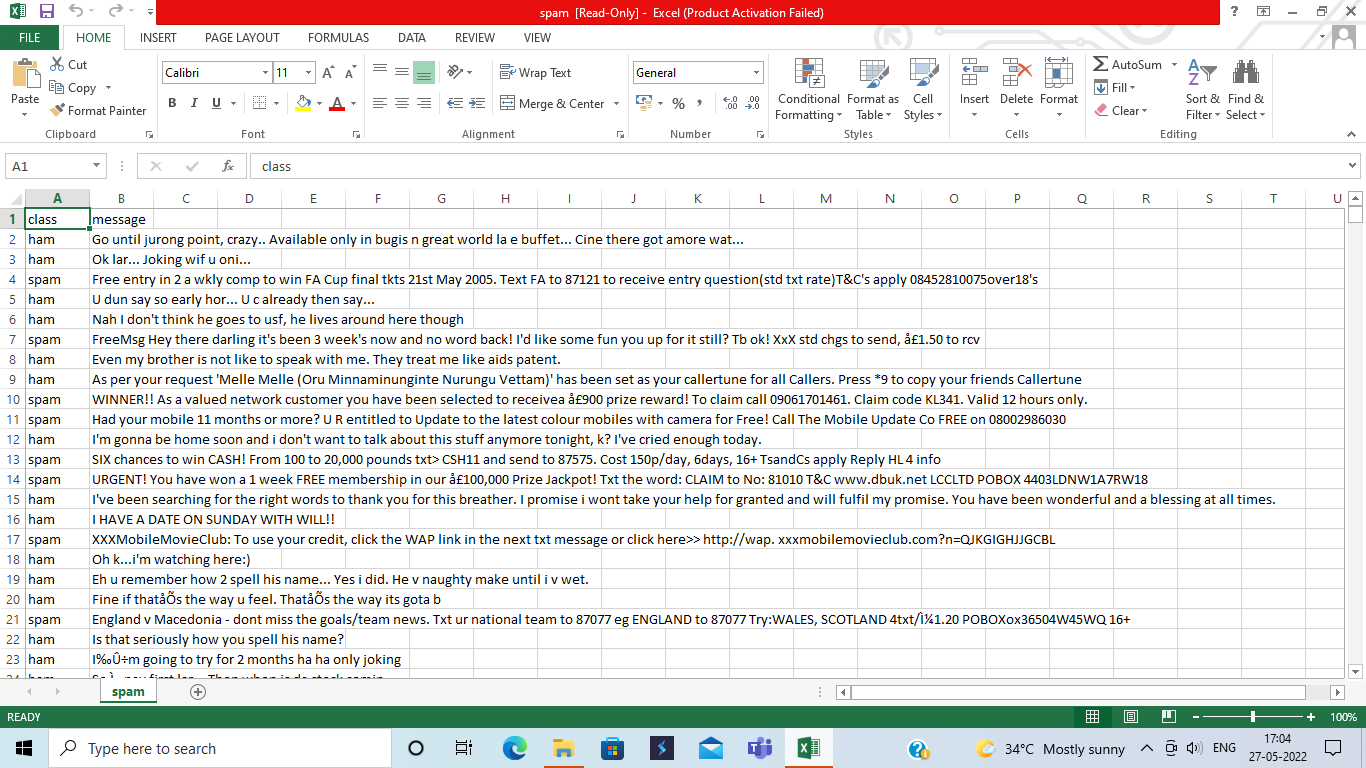 spam [Read-Only] - Excel (Product Activation Failed)
FILE HOME INSERT PAGE LAYOUT FORMULAS DATA REVIEW VIEW
Paste
Cut
Copy
Format Painter
Clipboard
Calibri 11
B I U
Font
Wrap Text
Merge & Center
Alignment
General
Number
Conditional Formatting
Format as Table
Cell Styles
Styles
Insert Delete Format
Cells
AutoSum
Fill
Clear
Sort & Filter
Find & Select
Editing
A1 fx class
A B C D E F G H I J K L M N O P Q R S T U
1 class message
2 ham Go until jurong point, crazy.. Available only in bugis n great world la e buffet... Cine there got amore wat...
3 ham Ok lar... Joking wif u oni...
4 spam Free entry in 2 a wkly comp to win FA Cup final tkts 21st May 2005. Text FA to 87121 to receive entry question(std txt rate)T&C's apply 08452810075over18's
5 ham U dun say so early hor... U c already then say...
6 ham Nah I don't think he goes to usf, he lives around here though
7 spam FreeMsg Hey there darling it's been 3 week's now and no word back! I'd like some fun you up for it still? Tb ok! XxX std chgs to send, å£1.50 to rcv
8 ham Even my brother is not like to speak with me. They treat me like aids patent.
9 ham As per your request 'Melle Melle (Oru Minnaminunginte Nurungu Vettam)' has been set as your callertune for all Callers. Press *9 to copy your friends Callertune
10 spam WINNER!! As a valued network customer you have been selected to receivea å£900 prize reward! To claim call 09061701461. Claim code KL341. Valid 12 hours only.
11 spam Had your mobile 11 months or more? U R entitled to Update to the latest colour mobiles with camera for Free! Call The Mobile Update Co FREE on 08002986030
12 ham I'm gonna be home soon and i don't want to talk about this stuff anymore tonight, k? I've cried enough today.
13 spam SIX chances to win CASH! From 100 to 20,000 pounds txt> CSH11 and send to 87575. Cost 150p/day, 6days, 16+ TsandCs apply Reply HL 4 info
14 spam URGENT! You have won a 1 week FREE membership in our å£100,000 Prize Jackpot! Txt the word: CLAIM to No: 81010 T&C www.dbuk.net LCCLTD POBOX 4403LDNW1A7RW18
15 ham I've been searching for the right words to thank you for this breather. I promise i wont take your help for granted and will fulfil my promise. You have been wonderful and a blessing at all times.
16 ham I HAVE A DATE ON SUNDAY WITH WILL!!
17 spam XXXMobileMovieClub: To use your credit, click the WAP link in the next txt message or click here>> http://wap. xxxmobilemovieclub.com?n=QJKGIGHJJGCBL
18 ham Oh k...i'm watching here:)
19 ham Eh u remember how 2 spell his name... Yes i did. He v naughty make until i v wet.
20 ham Fine if thatåÕs the way u feel. ThatåÕs the way its gota b
21 spam England v Macedonia - dont miss the goals/team news. Txt ur national team to 87077 eg ENGLAND to 87077 Try:WALES, SCOTLAND 4txt/Ì¼1.20 POBOXox36504W45WQ 16+
22 ham Is that seriously how you spell his name?
23 ham I‰Û÷m going to try for 2 months ha ha only joking
spam
READY 100%
Type here to search
34°C Mostly sunny ENG 17:04
27-05-2022